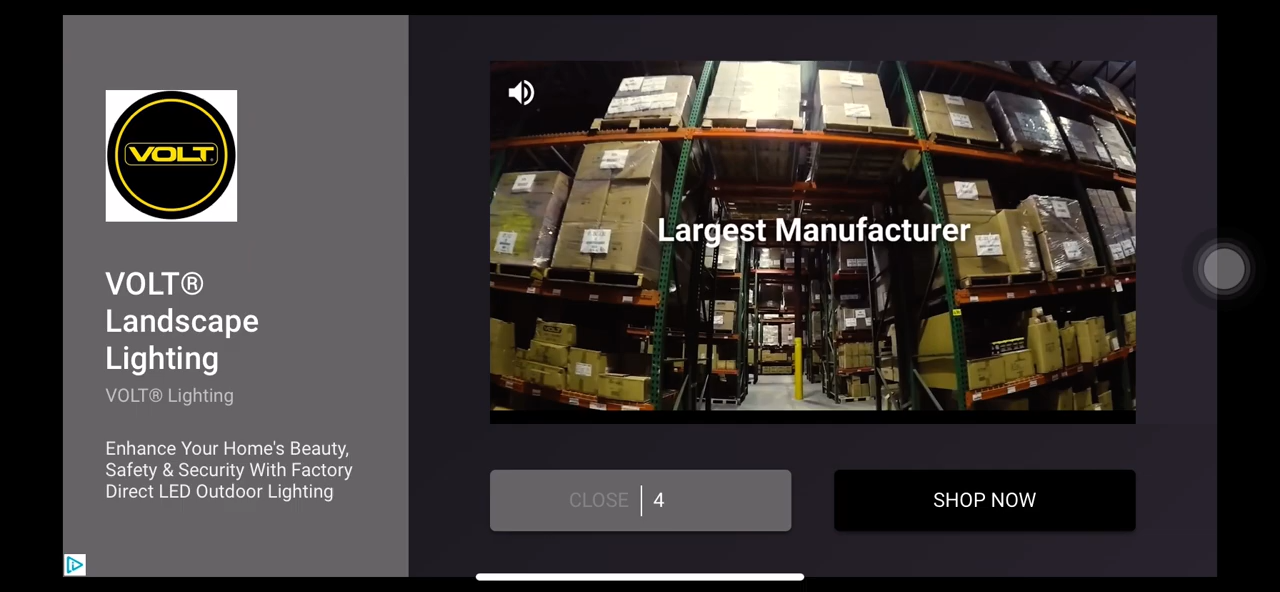 VOLT
VOLT®
Landscape
Lighting
VOLT® Lighting
Enhance Your Home's Beauty,
Safety & Security With Factory
Direct LED Outdoor Lighting
Largest Manufacturer
CLOSE | 4
SHOP NOW